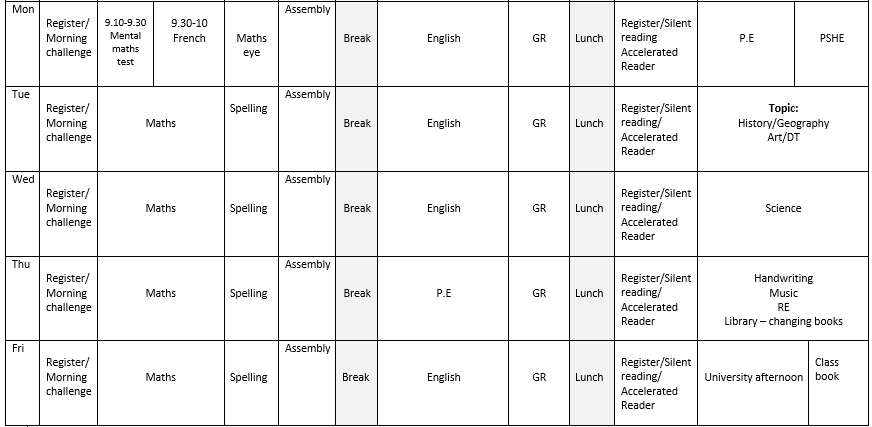 Mon
Register/
Morning
challenge
9.10-9.30
Mental
maths
test
9.30-10
French
Maths
eye
Assembly
Break
English
GR
Lunch
Register/Silent
reading
Accelerated
Reader
P.E
PSHE
Tue
Register/
Morning
challenge
Maths
Spelling
Assembly
Break
English
GR
Lunch
Register/Silent
reading/
Accelerated
Reader
Topic:
History/Geography
Art/DT
Wed
Register/
Morning
challenge
Maths
Spelling
Assembly
Break
English
GR
Lunch
Register/Silent
reading/
Accelerated
Reader
Science
Thu
Register/
Morning
challenge
Maths
Spelling
Assembly
Break
P.E
GR
Lunch
Register/Silent
reading/
Accelerated
Reader
Handwriting
Music
RE
Library – changing books
Fri
Register/
Morning
challenge
Maths
Spelling
Assembly
Break
English
GR
Lunch
Register/Silent
reading/
Accelerated
Reader
University afternoon
Class
book